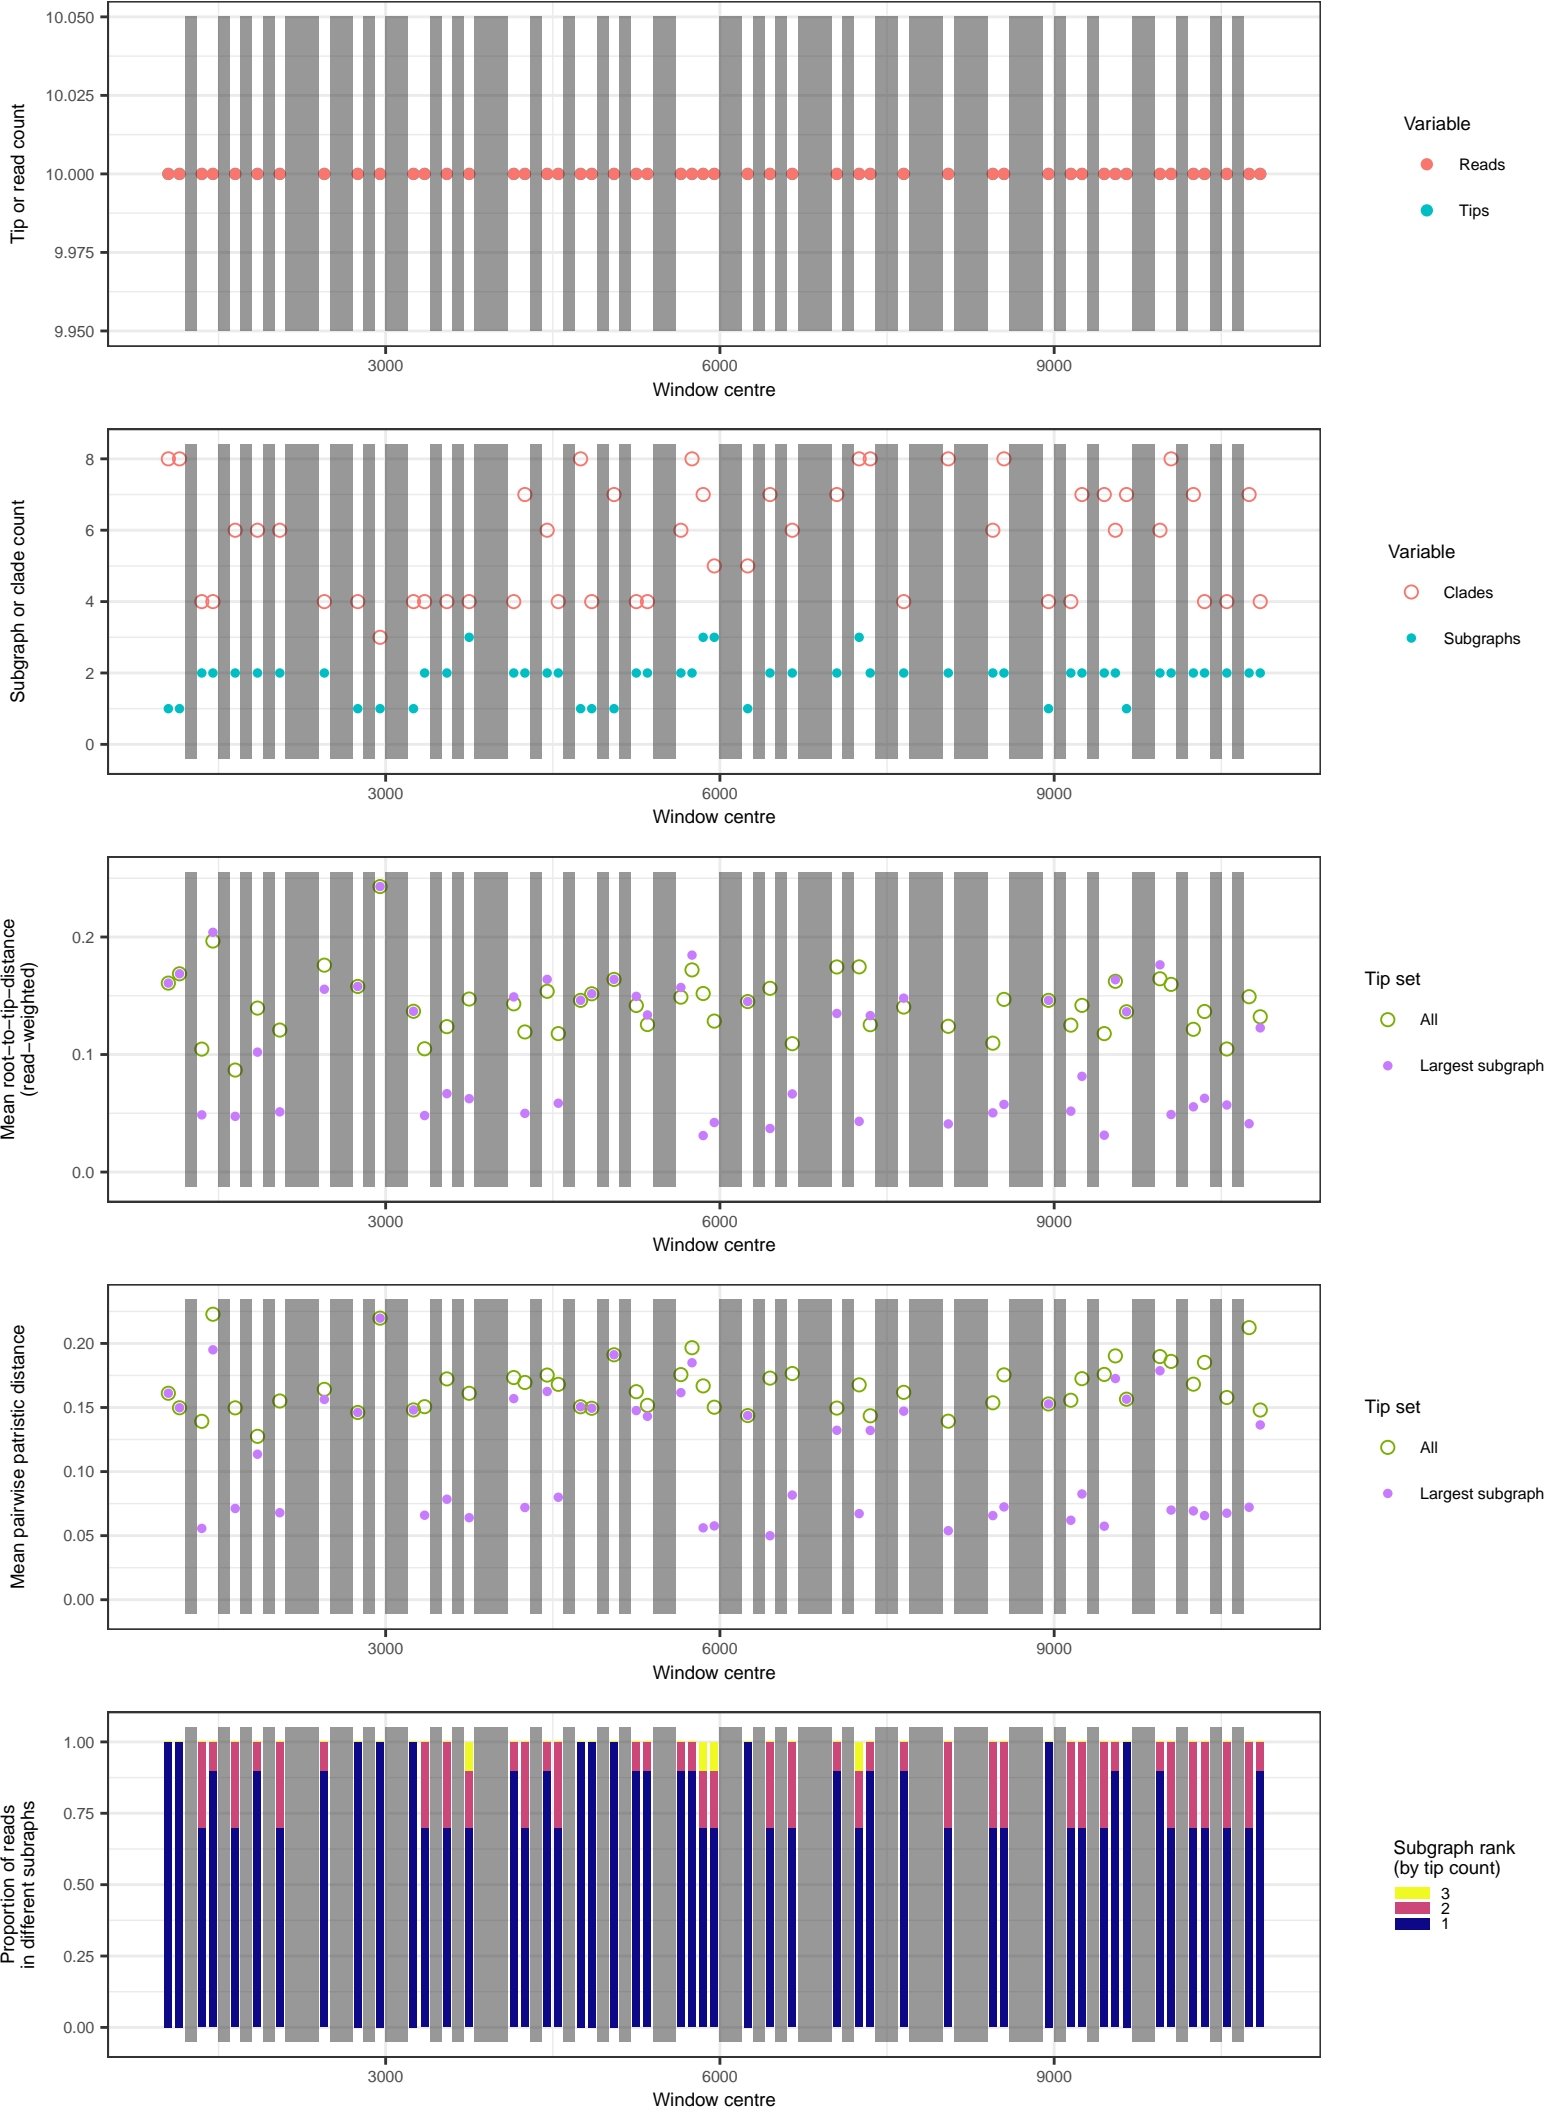 10.050
10.025
10.000
9.975
9.950
Tip or read count
3000
6000
9000
Window centre
Variable
Reads
Tips
8
6
4
2
0
Subgraph or clade count
3000
6000
9000
Window centre
Variable
Clades
Subgraphs
0.2
0.1
0.0
Mean root−to−tip−distance
(read−weighted)
3000
6000
9000
Window centre
Tip set
All
Largest subgraph
0.20
0.15
0.10
0.05
0.00
Mean pairwise patristic distance
3000
6000
9000
Window centre
Tip set
All
Largest subgraph
1.00
0.75
0.50
0.25
0.00
Proportion of reads
in different subraphs
3000
6000
9000
Window centre
Subgraph rank
(by tip count)
3
2
1